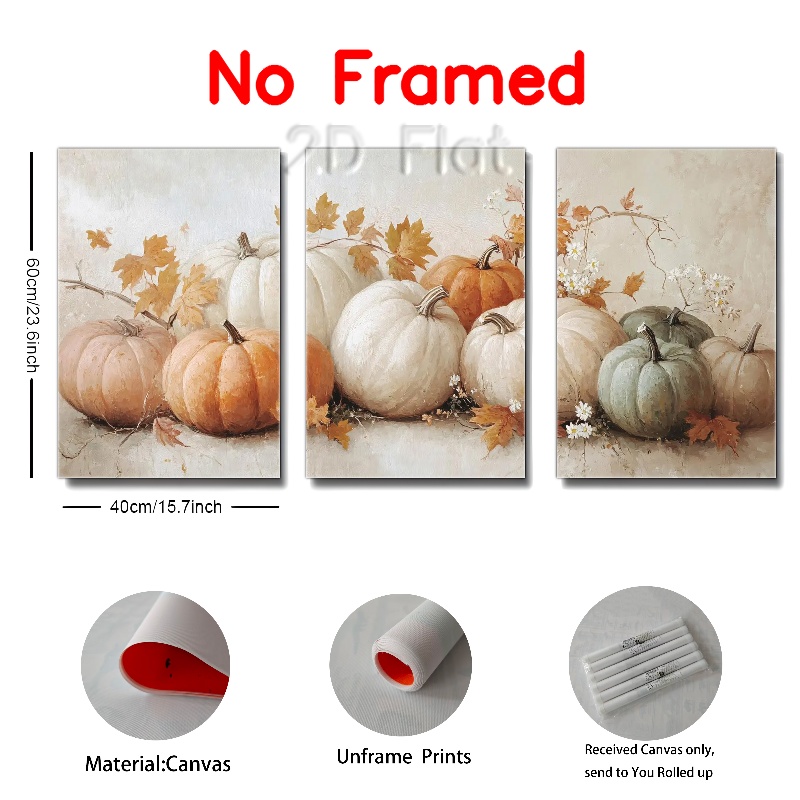 No Framed
2D Flat
60cm/23.6inch
40cm/15.7inch
Material:Canvas
Unframe Prints
Received Canvas only,
send to You Rolled up